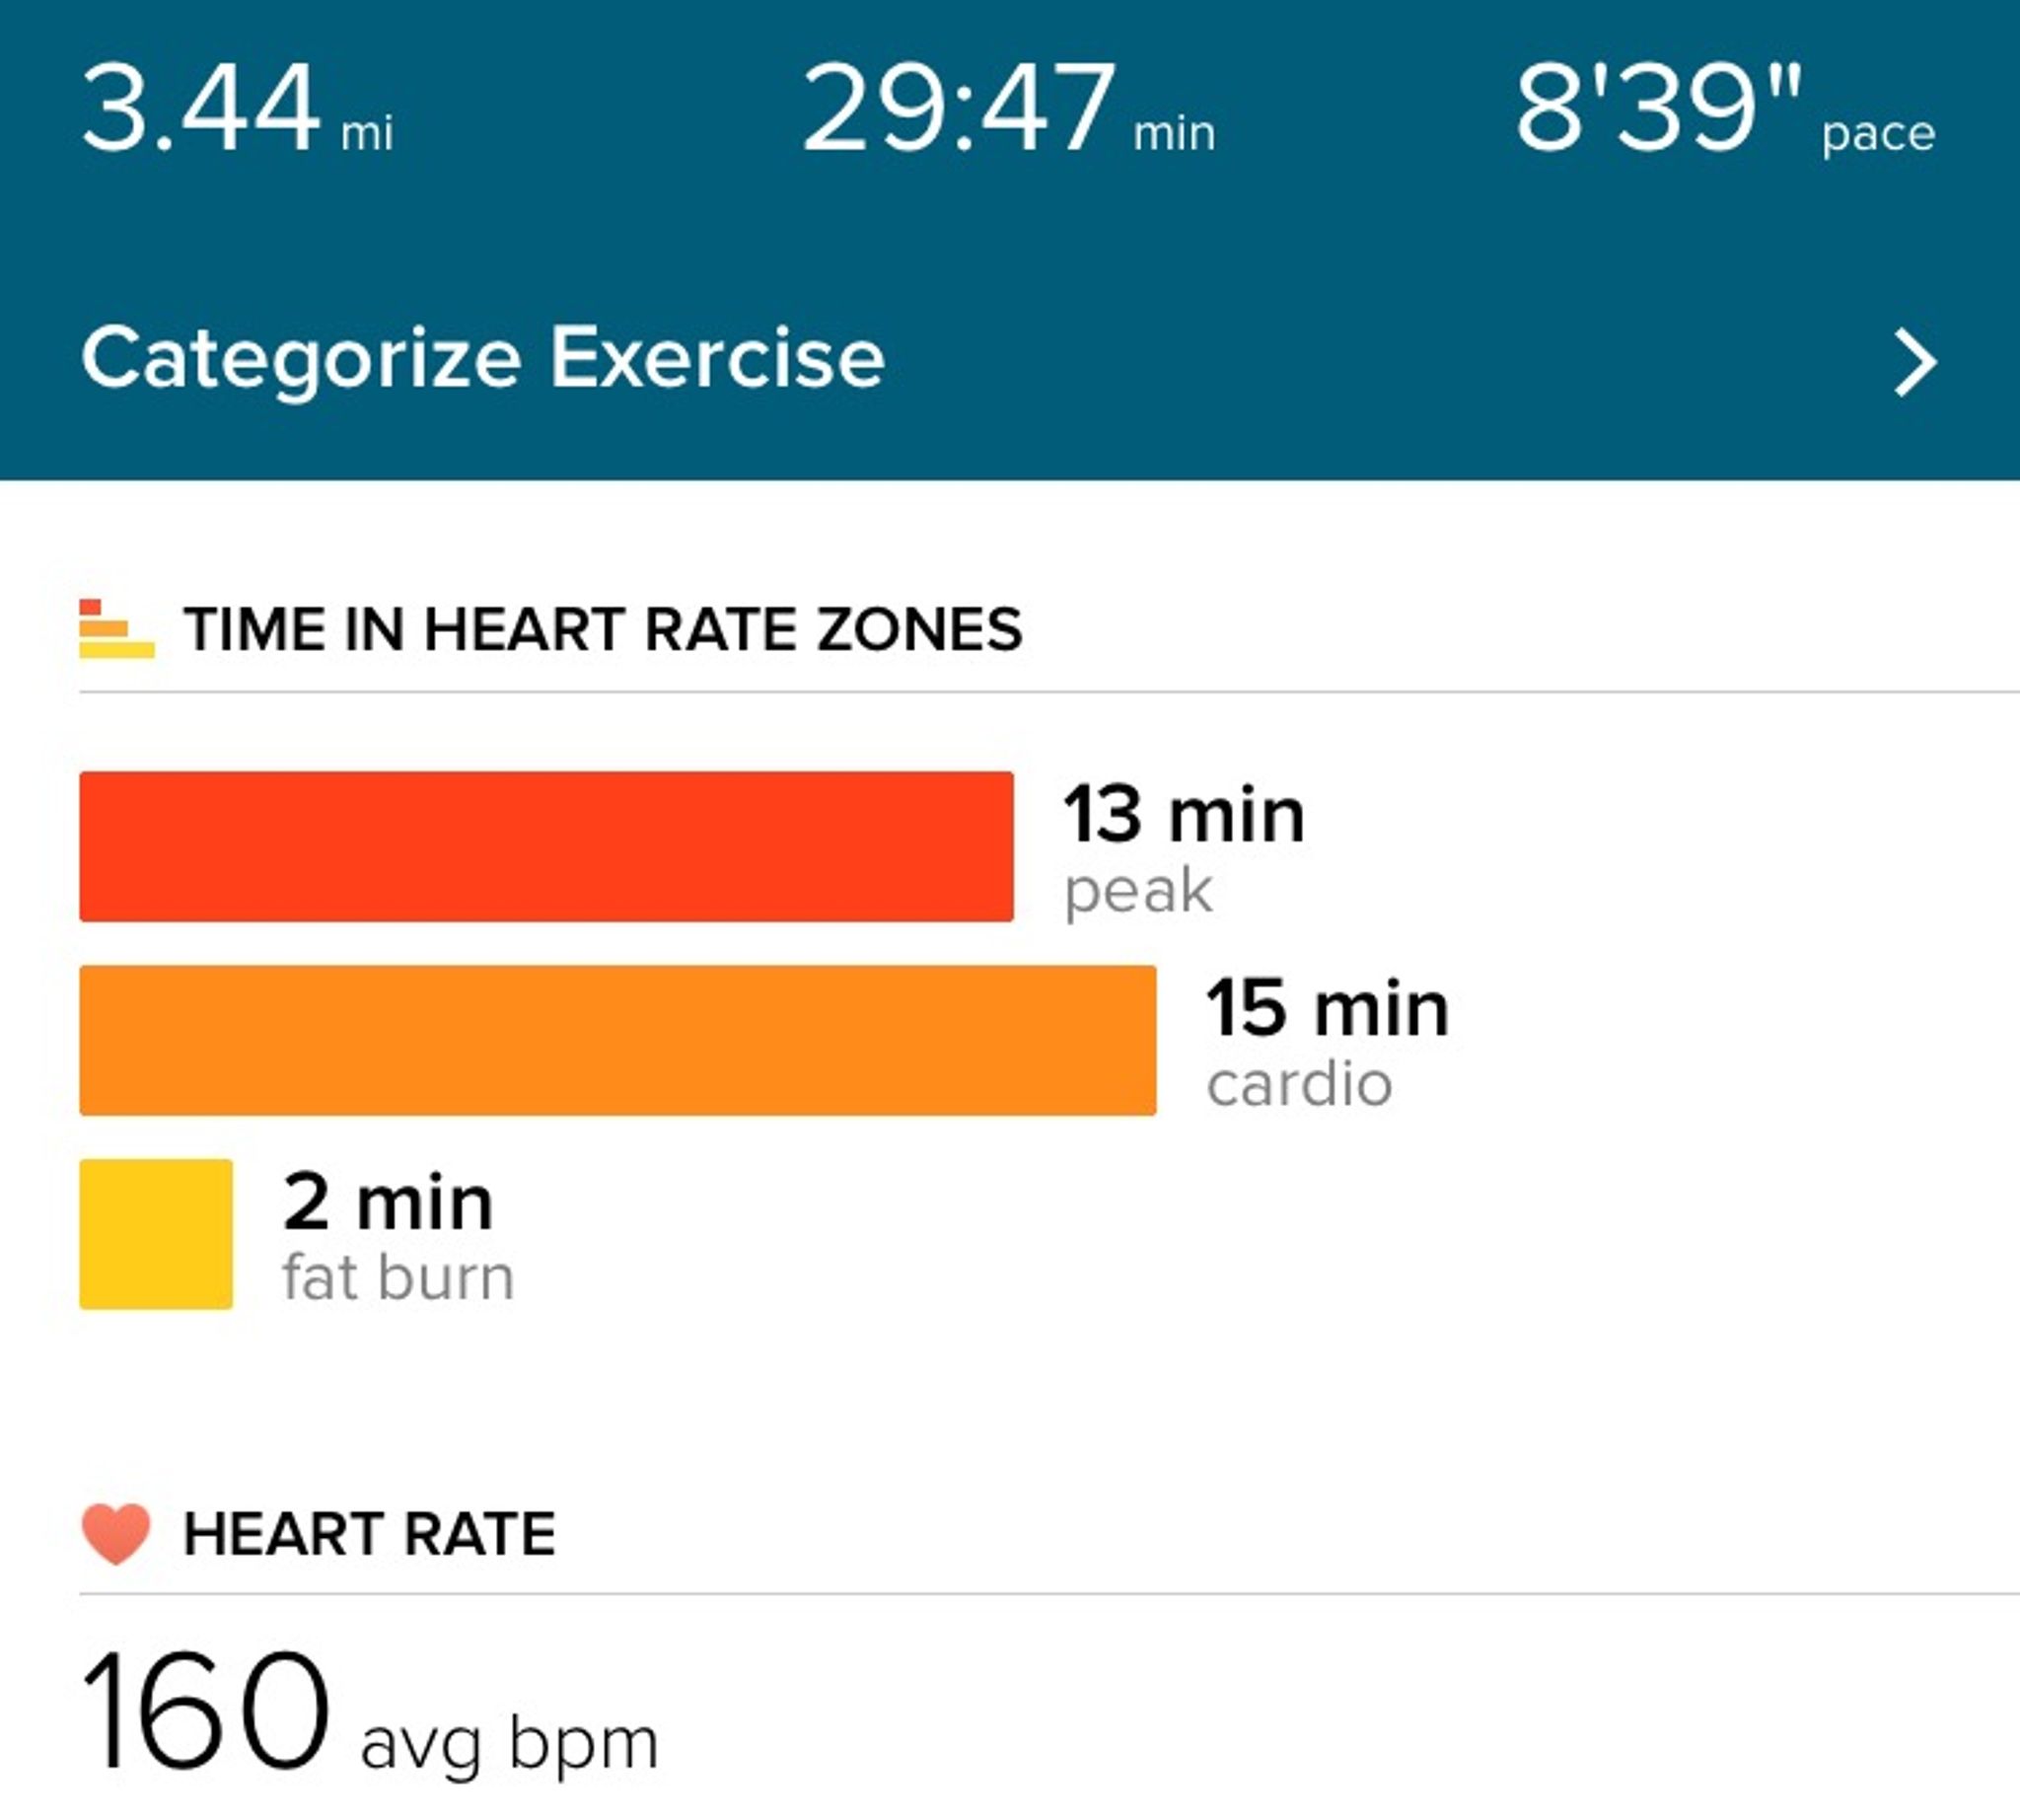 3.44 mi 29:47 min 8'39" pace
Categorize Exercise
TIME IN HEART RATE ZONES
13 min
peak
15 min
cardio
2 min
fat burn
HEART RATE
160 avg bpm